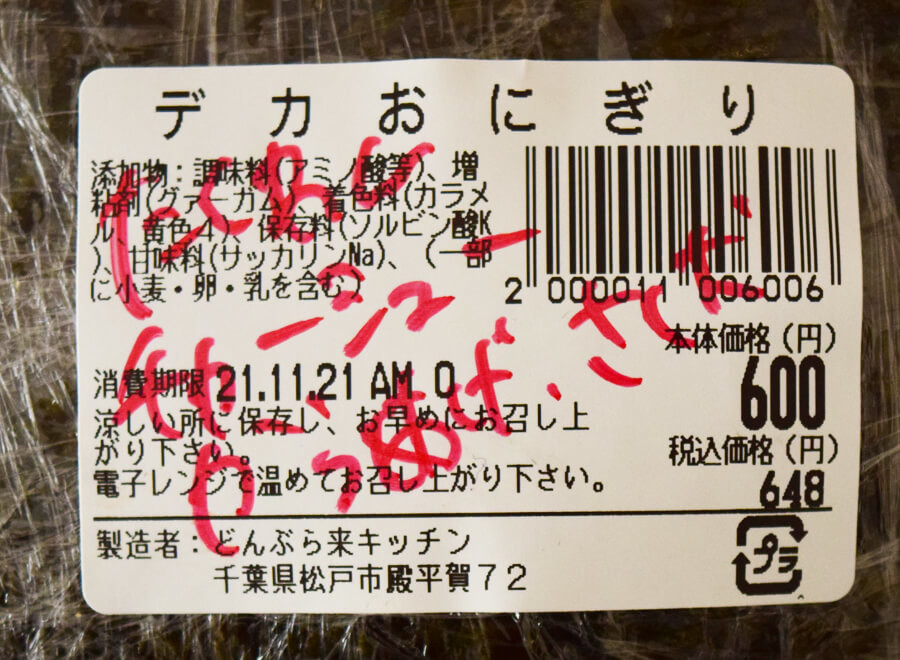 デカおにぎり
添加物：調味料(アミノ酸等)、増
粘剤(グァーガム)、着色料(カラメ
ル、黄色4)、保存料(ソルビン酸K
)、甘味料(サッカリンNa)、(一部
に小麦・卵・乳を含む)
2 000011 006006
本体価格(円)
600
消費期限 21.11.21 AM 0
涼しい所に保存し、お早めにお召し上
がり下さい。
電子レンジで温めてお召し上がり下さい。
税込価格(円)
648
製造者：どんぶら来キッチン
千葉県松戸市殿平賀72
プラ